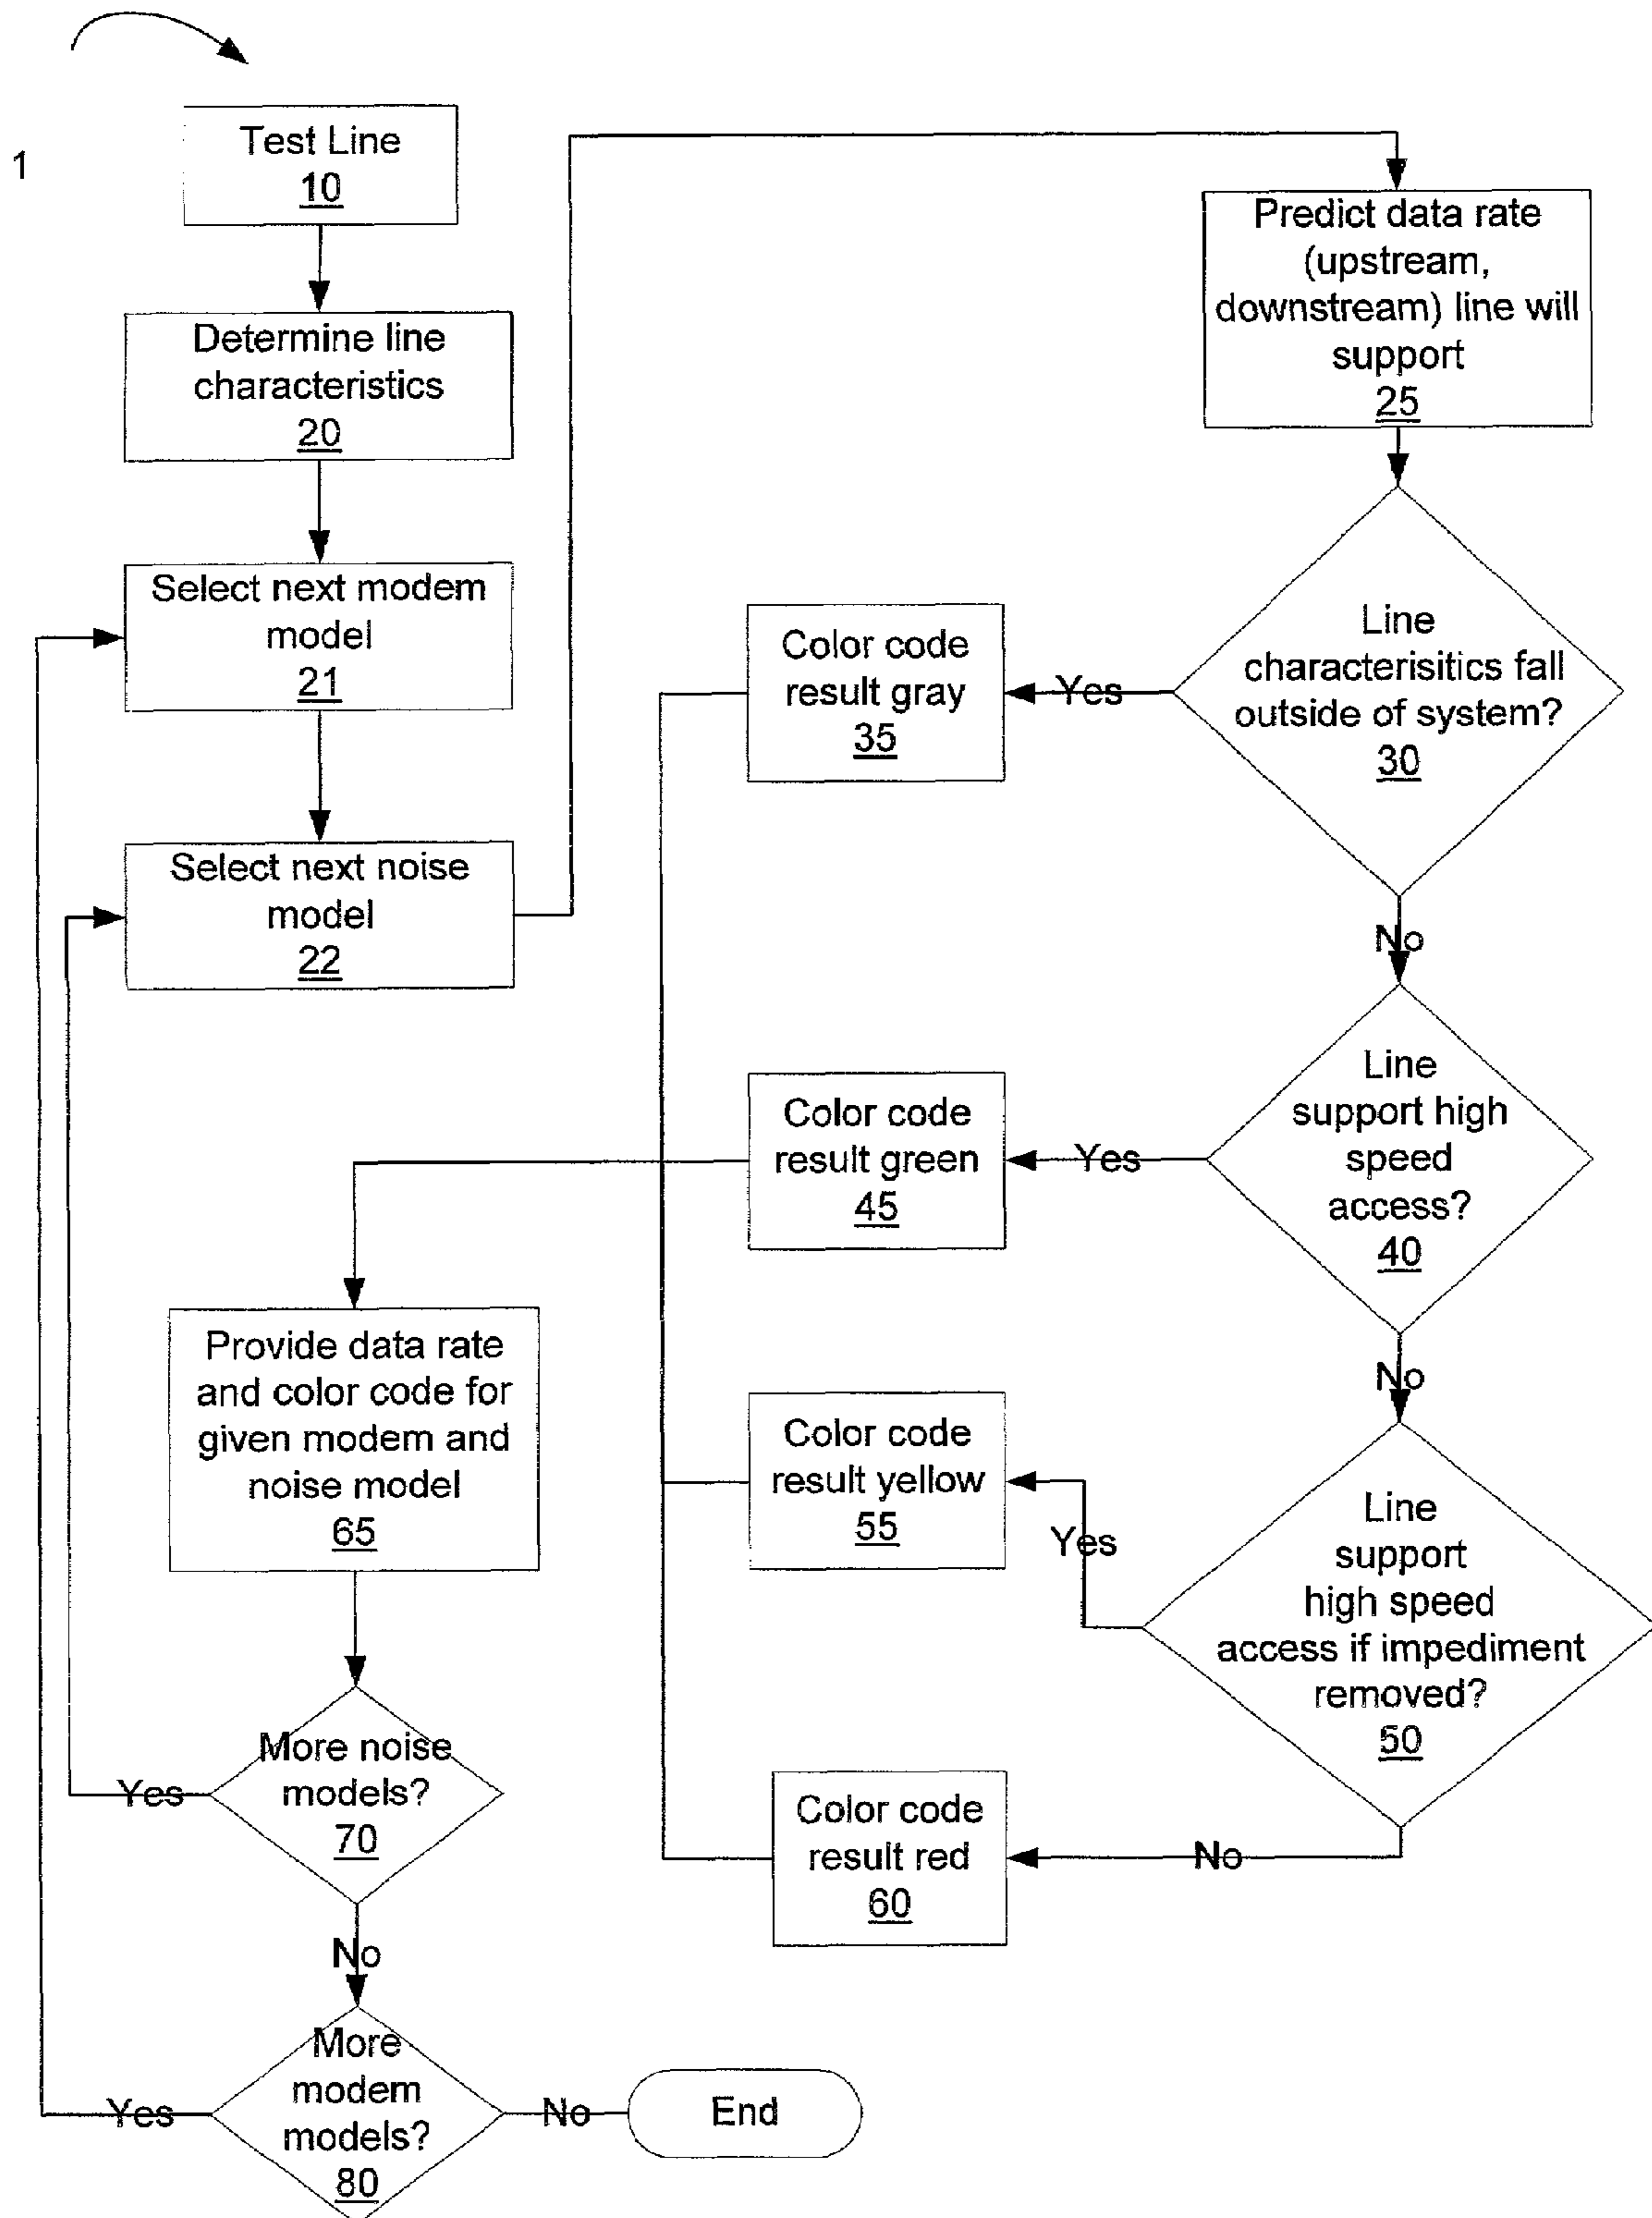 1
Test Line
10
Determine line
characteristics
20
Select next modem
model
21
Select next noise
model
22
Predict data rate
(upstream,
downstream) line will
support
25
Line
characterisitics fall
outside of system?
30
Yes
Color code
result gray
35
No
Line
support high
speed
access?
40
Yes
Color code
result green
45
No
Line
support
high speed
access if impediment
removed?
50
Yes
Color code
result yellow
55
No
Color code
result red
60
Provide data rate
and color code for
given modem and
noise model
65
More noise
models?
70
Yes
No
More
modem
models?
80
Yes
No
End